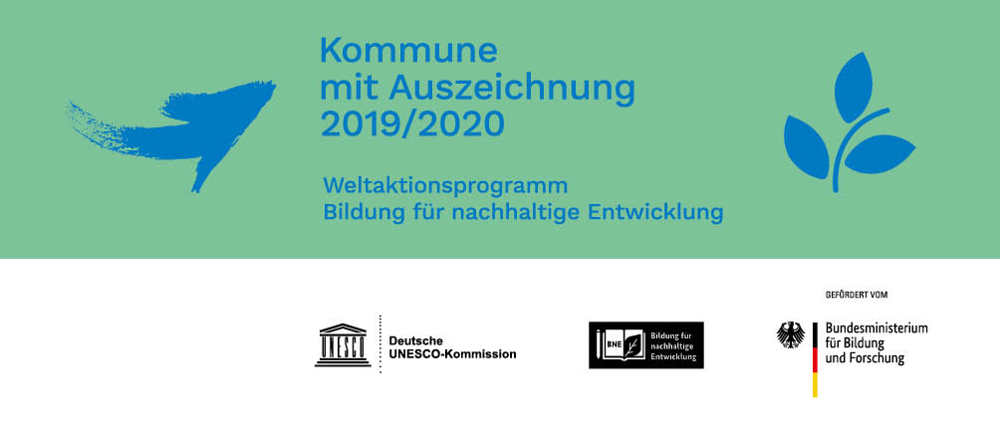 Kommune
mit Auszeichnung
2019/2020
Weltaktionsprogramm
Bildung für nachhaltige Entwicklung
UNESCO
Deutsche
UNESCO-Kommission
BNE
Bildung für
nachhaltige
Entwicklung
GEFÖRDERT VOM
Bundesministerium
für Bildung
und Forschung